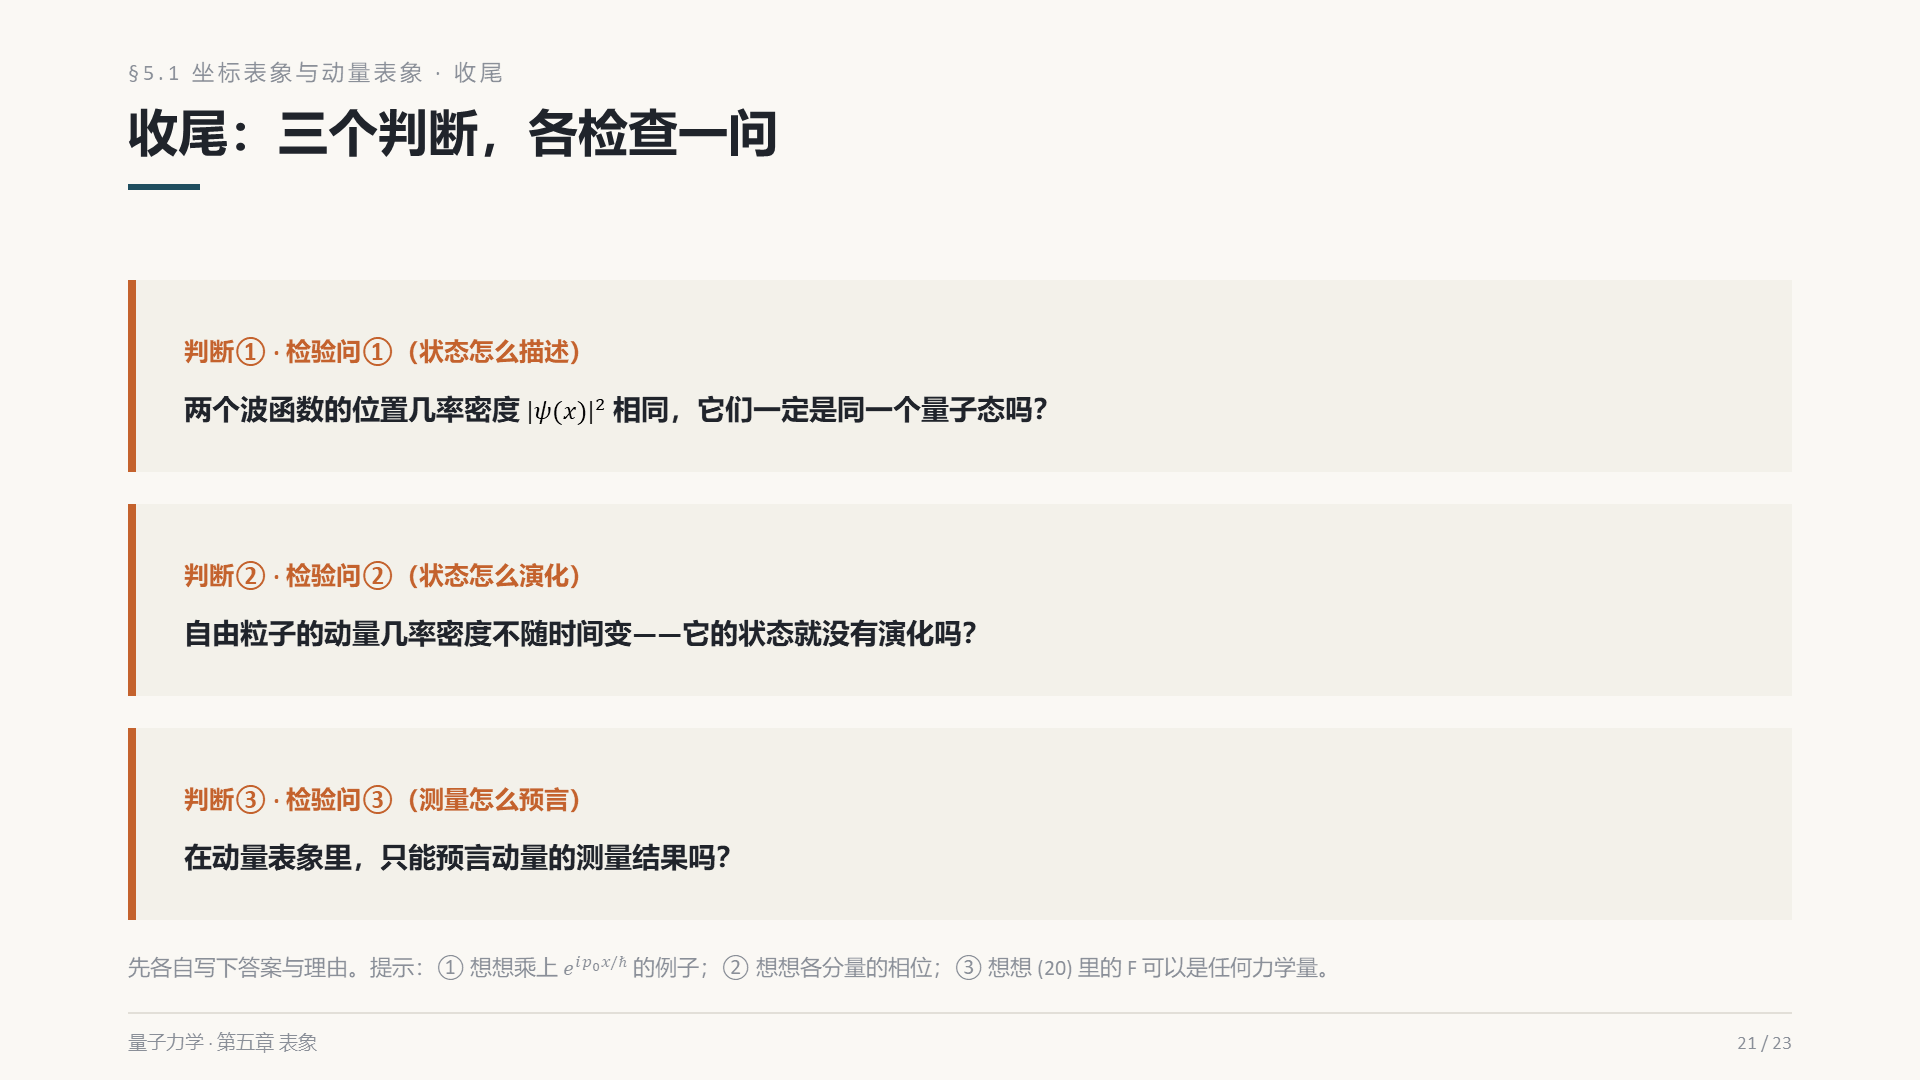 §5.1 坐标表象与动量表象 · 收尾
收尾：三个判断，各检查一问
判断① · 检验问①（状态怎么描述）
两个波函数的位置几率密度 |ψ(x)|² 相同，它们一定是同一个量子态吗？
判断② · 检验问②（状态怎么演化）
自由粒子的动量几率密度不随时间变——它的状态就没有演化吗？
判断③ · 检验问③（测量怎么预言）
在动量表象里，只能预言动量的测量结果吗？
先各自写下答案与理由。提示：① 想想乘上 e^{ip₀x/ħ} 的例子；② 想想各分量的相位；③ 想想 (20) 里的 F 可以是任何力学量。
量子力学 · 第五章 表象
21 / 23